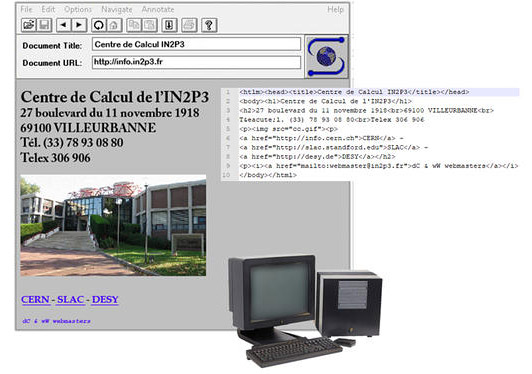 File Edit Options Navigate Annotate Help
Document Title: Centre de Calcul IN2P3
Document URL: http://info.in2p3.fr
Centre de Calcul de l'IN2P3
27 boulevard du 11 novembre 1918
69100 VILLEURBANNE
Tél. (33) 78 93 08 80
Telex 306 906
CERN - SLAC - DESY
dC & wW webmasters
1 <html><head><title>Centre de Calcul IN2P3</title></head>
2 <body><h1>Centre de Calcul de l'IN2P3</h1>
3 <h2>27 boulevard du 11 novembre 1918<br>69100 VILLEURBANNE<br>
4 T&eacute;l. (33) 78 93 08 80<br>Telex 306 906
5 <p><img src="cc.gif"><p>
6 <a href="http://info.cern.ch">CERN</a> -
7 <a href="http://slac.standford.edu">SLAC</a> -
8 <a href="http://desy.de">DESY</a></h2>
9 <p><i><a href="mailto:webmaster@in2p3.fr">dC & wW webmasters</a></i>
10 </body></html>